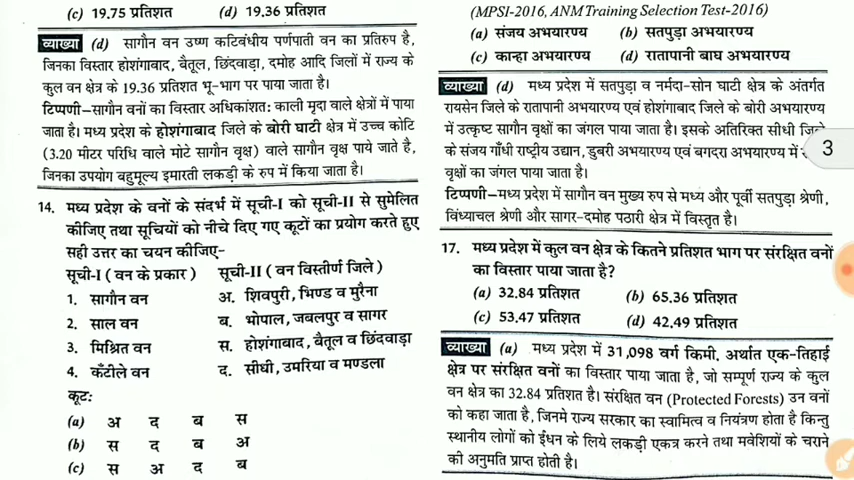 (c) 19.75 प्रतिशत (d) 19.36 प्रतिशत
व्याख्या (d) सागौन वन उष्ण कटिबंधीय पर्णपाती वन का प्रतिरुप है,
जिनका विस्तार होशंगाबाद, बैतूल, छिंदवाड़ा, दमोह आदि जिलों में राज्य के
कुल वन क्षेत्र के 19.36 प्रतिशत भू-भाग पर पाया जाता है।
टिप्पणी–सागौन वनों का विस्तार अधिकांशतः काली मृदा वाले क्षेत्रों में पाया
जाता है। मध्य प्रदेश के होशंगाबाद जिले के बोरी घाटी क्षेत्र में उच्च कोटि
(3.20 मीटर परिधि वाले मोटे सागौन वृक्ष) वाले सागौन वृक्ष पाये जाते है,
जिनका उपयोग बहुमूल्य इमारती लकड़ी के रुप में किया जाता है।
14. मध्य प्रदेश के वनों के संदर्भ में सूची-I को सूची-II से सुमेलित
कीजिए तथा सूचियों को नीचे दिए गए कूटों का प्रयोग करते हुए
सही उत्तर का चयन कीजिए–
सूची-I ( वन के प्रकार ) सूची-II ( वन विस्तीर्ण जिले )
1. सागौन वन अ. शिवपुरी, भिण्ड व मुरैना
2. साल वन ब. भोपाल, जबलपुर व सागर
3. मिश्रित वन स. होशंगाबाद, बैतूल व छिंदवाड़ा
4. कँटीले वन द. सीधी, उमरिया व मण्डला
कूट:
(a) अ द ब स
(b) स द ब अ
(c) स अ द ब
(MPSI-2016, ANM Training Selection Test-2016)
(a) संजय अभयारण्य (b) सतपुड़ा अभयारण्य
(c) कान्हा अभयारण्य (d) रातापानी बाघ अभयारण्य
व्याख्या (d) मध्य प्रदेश में सतपुड़ा व नर्मदा-सोन घाटी क्षेत्र के अंतर्गत
रायसेन जिले के रातापानी अभयारण्य एवं होशंगाबाद जिले के बोरी अभयारण्य
में उत्कृष्ट सागौन वृक्षों का जंगल पाया जाता है। इसके अतिरिक्त सीधी
के संजय गाँधी राष्ट्रीय उद्यान, डुबरी अभयारण्य एवं बगदरा अभयारण्य में
3
वृक्षों का जंगल पाया जाता है।
टिप्पणी–मध्य प्रदेश में सागौन वन मुख्य रुप से मध्य और पूर्वी सतपुड़ा श्रेणी,
विंध्याचल श्रेणी और सागर-दमोह पठारी क्षेत्र में विस्तृत है।
17. मध्य प्रदेश में कुल वन क्षेत्र के कितने प्रतिशत भाग पर संरक्षित वनों
का विस्तार पाया जाता है?
(a) 32.84 प्रतिशत (b) 65.36 प्रतिशत
(c) 53.47 प्रतिशत (d) 42.49 प्रतिशत
व्याख्या (a) मध्य प्रदेश में 31,098 वर्ग किमी. अर्थात एक-तिहाई
क्षेत्र पर संरक्षित वनों का विस्तार पाया जाता है, जो सम्पूर्ण राज्य के कुल
वन क्षेत्र का 32.84 प्रतिशत है। संरक्षित वन (Protected Forests) उन वनों
को कहा जाता है, जिनमे राज्य सरकार का स्वामित्व व नियंत्रण होता है किन्तु
स्थानीय लोगों को ईंधन के लिये लकड़ी एकत्र करने तथा मवेशियों के चराने
की अनुमति प्राप्त होती है।